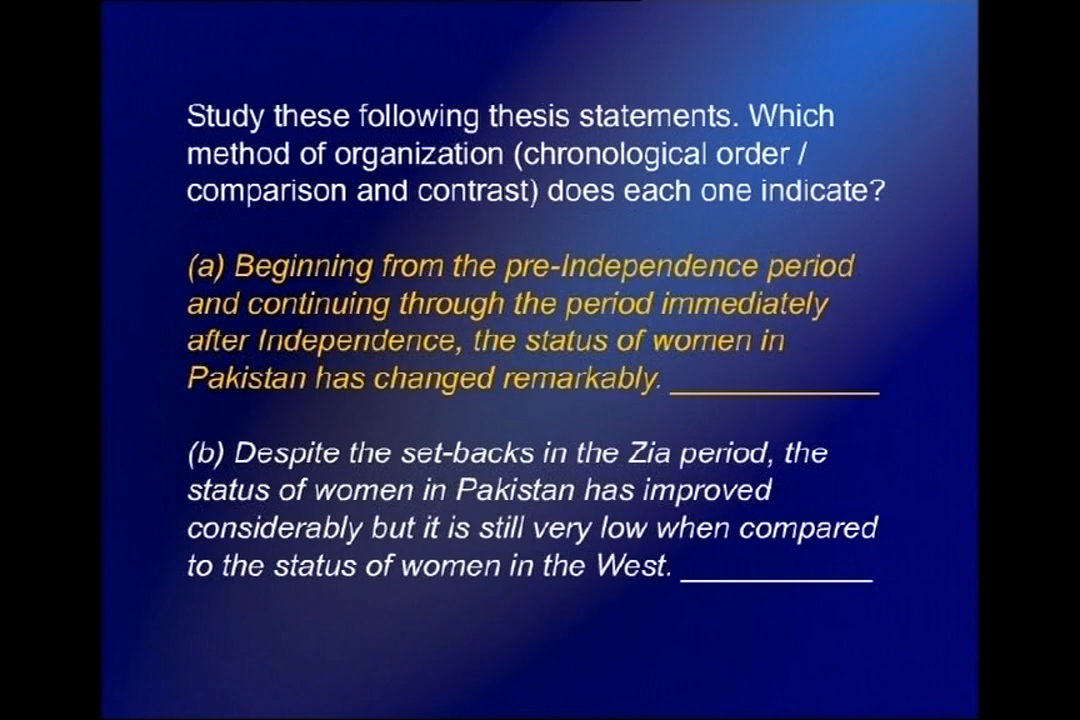 Study these following thesis statements. Which
method of organization (chronological order /
comparison and contrast) does each one indicate?
(a) Beginning from the pre-Independence period
and continuing through the period immediately
after Independence, the status of women in
Pakistan has changed remarkably. ____________
(b) Despite the set-backs in the Zia period, the
status of women in Pakistan has improved
considerably but it is still very low when compared
to the status of women in the West. ___________